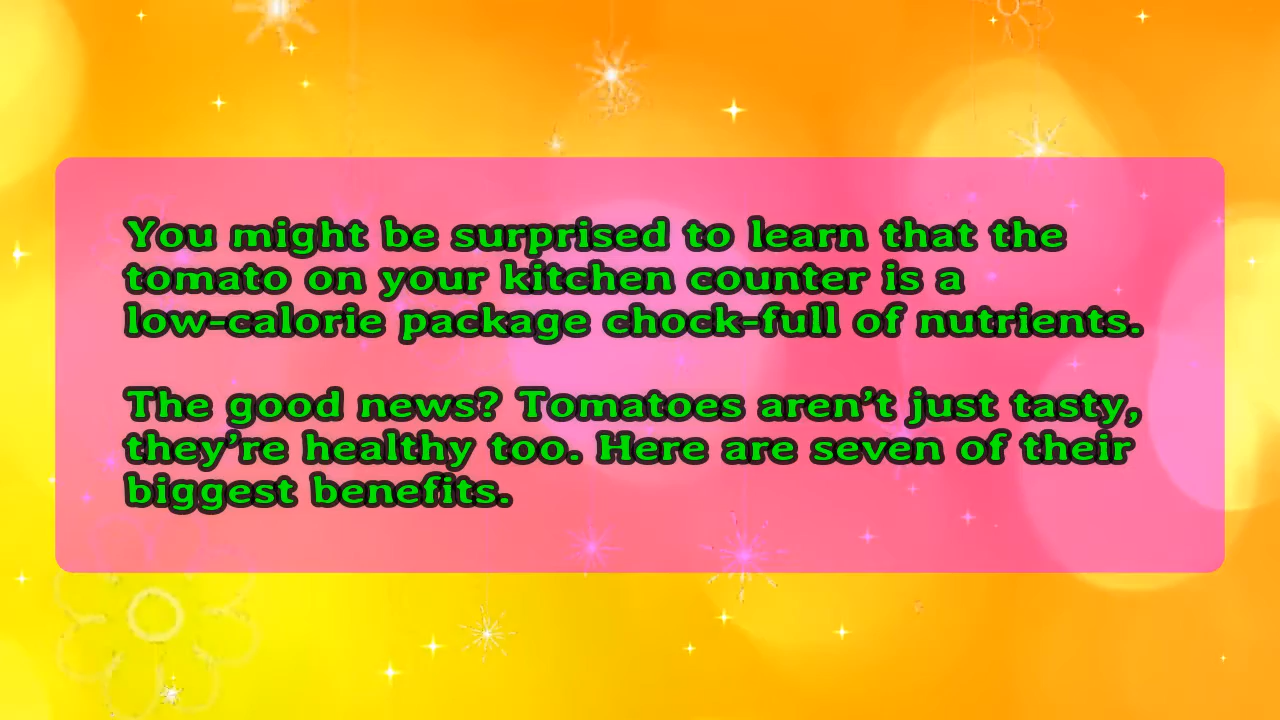 You might be surprised to learn that the
tomato on your kitchen counter is a
low-calorie package chock-full of nutrients.
The good news? Tomatoes aren’t just tasty,
they’re healthy too. Here are seven of their
biggest benefits.